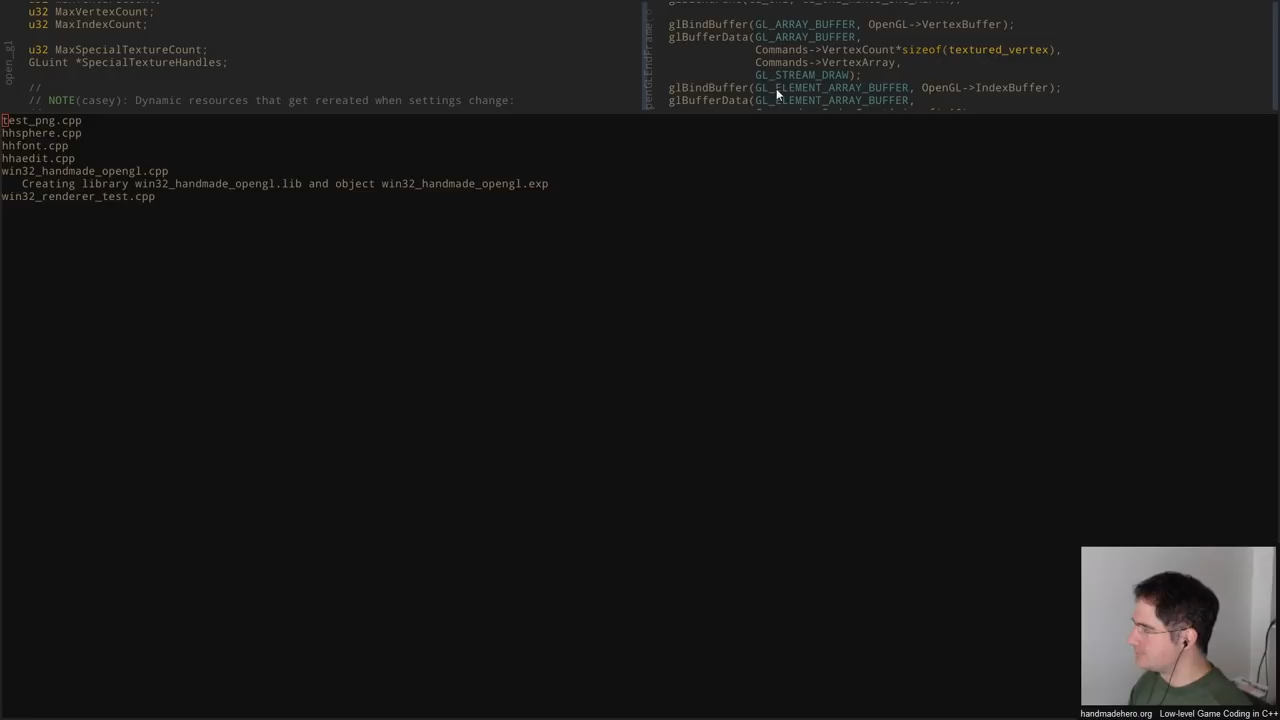 u32 MaxVertexCount;
u32 MaxIndexCount;
u32 MaxSpecialTextureCount;
GLuint *SpecialTextureHandles;
//
// NOTE(casey): Dynamic resources that get rereated when settings change:
open_gl
glBindBuffer(GL_ARRAY_BUFFER, OpenGL->VertexBuffer);
glBufferData(GL_ARRAY_BUFFER,
Commands->VertexCount*sizeof(textured_vertex),
Commands->VertexArray,
GL_STREAM_DRAW);
glBindBuffer(GL_ELEMENT_ARRAY_BUFFER, OpenGL->IndexBuffer);
glBufferData(GL_ELEMENT_ARRAY_BUFFER,
test_png.cpp
hhsphere.cpp
hhfont.cpp
hhaedit.cpp
win32_handmade_opengl.cpp
Creating library win32_handmade_opengl.lib and object win32_handmade_opengl.exp
win32_renderer_test.cpp
handmadehero.org Low-level Game Coding in C++